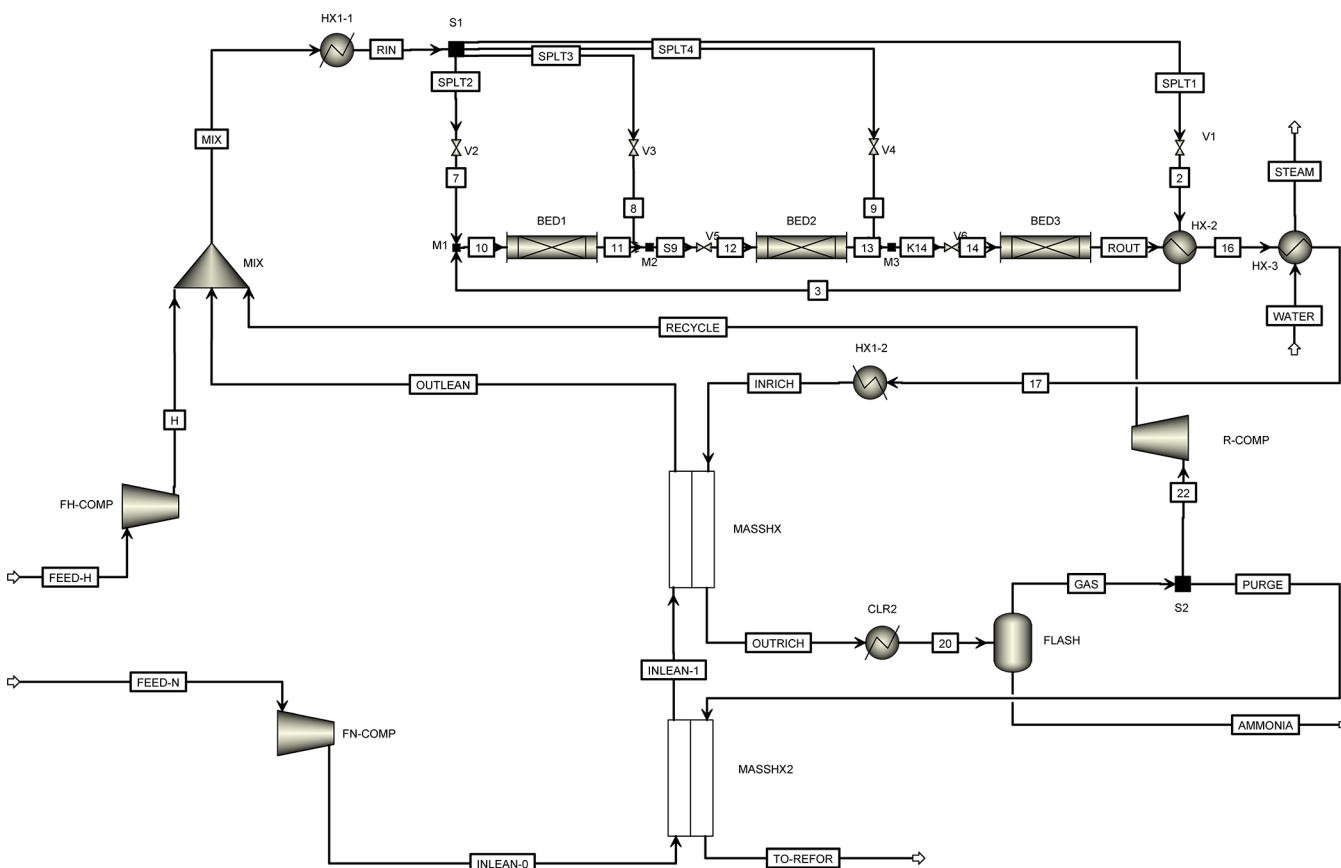 HX1-1
S1
RIN
SPLT4
SPLT3
SPLT2
SPLT1
MIX
V2
V3
V4
V1
STEAM
7
8
9
2
BED1
BED2
BED3
HX-2
M1
10
11
M2
S9
V5
12
13
M3
K14
V6
14
ROUT
16
HX-3
MIX
3
WATER
RECYCLE
HX1-2
OUTLEAN
INRICH
17
H
R-COMP
FH-COMP
22
MASSHX
FEED-H
GAS
PURGE
S2
CLR2
OUTRICH
20
FLASH
INLEAN-1
FEED-N
AMMONIA
FN-COMP
MASSHX2
INLEAN-0
TO-REFOR